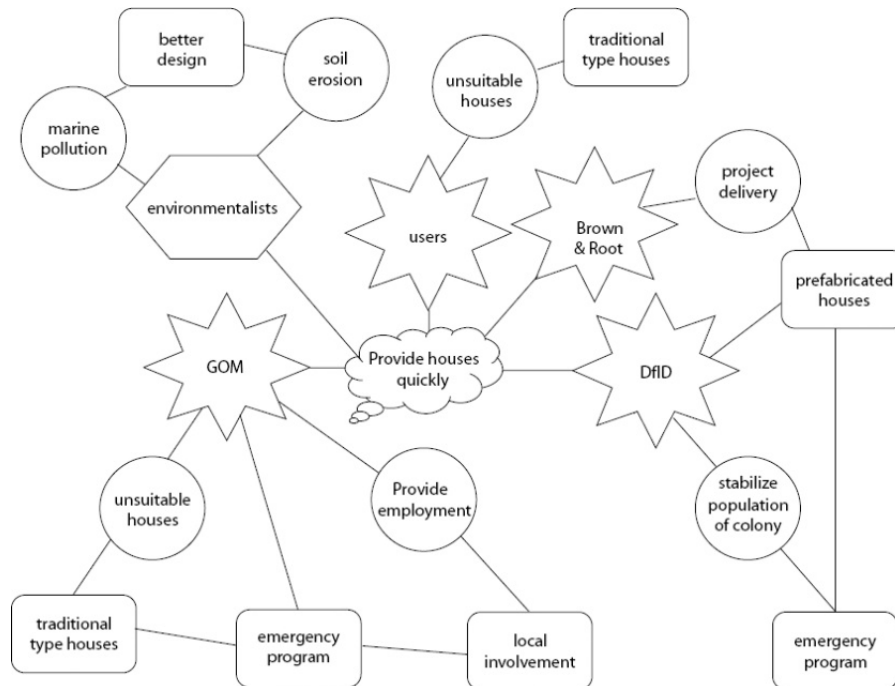 better
design
soil
erosion
traditional
type houses
unsuitable
houses
marine
pollution
environmentalists
users
Brown
& Root
project
delivery
prefabricated
houses
GOM
Provide houses
quickly
DfID
unsuitable
houses
Provide
employment
stabilize
population
of colony
traditional
type houses
emergency
program
local
involvement
emergency
program